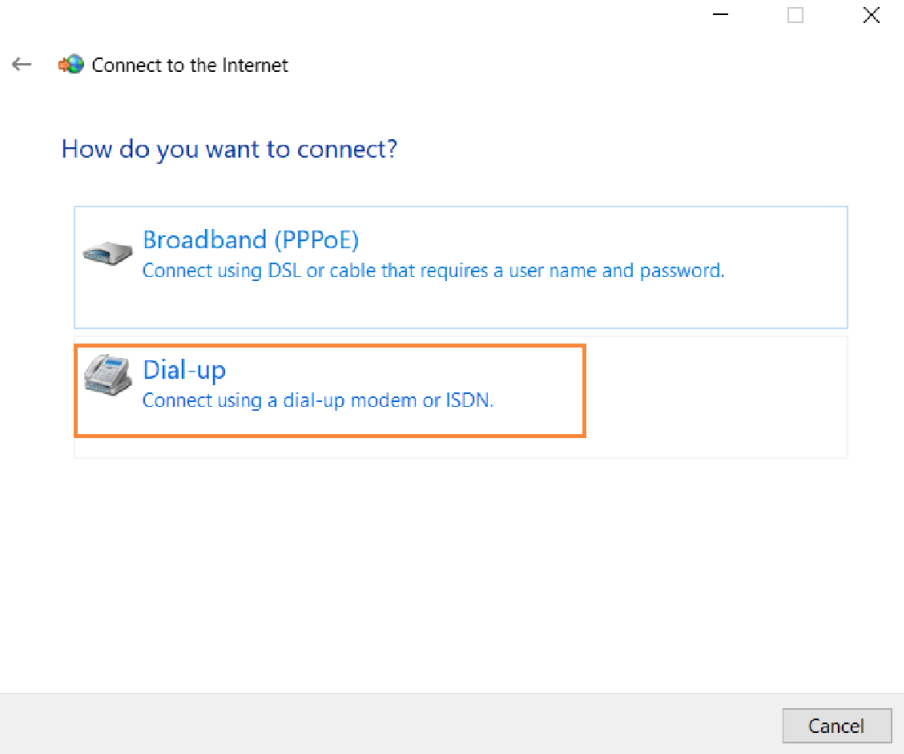 Connect to the Internet
How do you want to connect?
Broadband (PPPoE)
Connect using DSL or cable that requires a user name and password.
Dial-up
Connect using a dial-up modem or ISDN.
Cancel